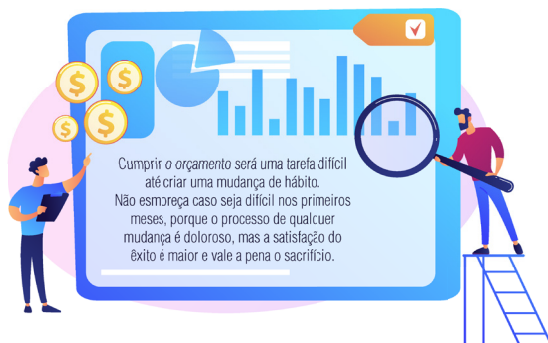 Cumprir o orçamento será uma tarefa difícil
até criar uma mudança de hábito.
Não esmoreça caso seja difícil nos primeiros
meses, porque o processo de qualquer
mudança é doloroso, mas a satisfação do
êxito é maior e vale a pena o sacrifício.